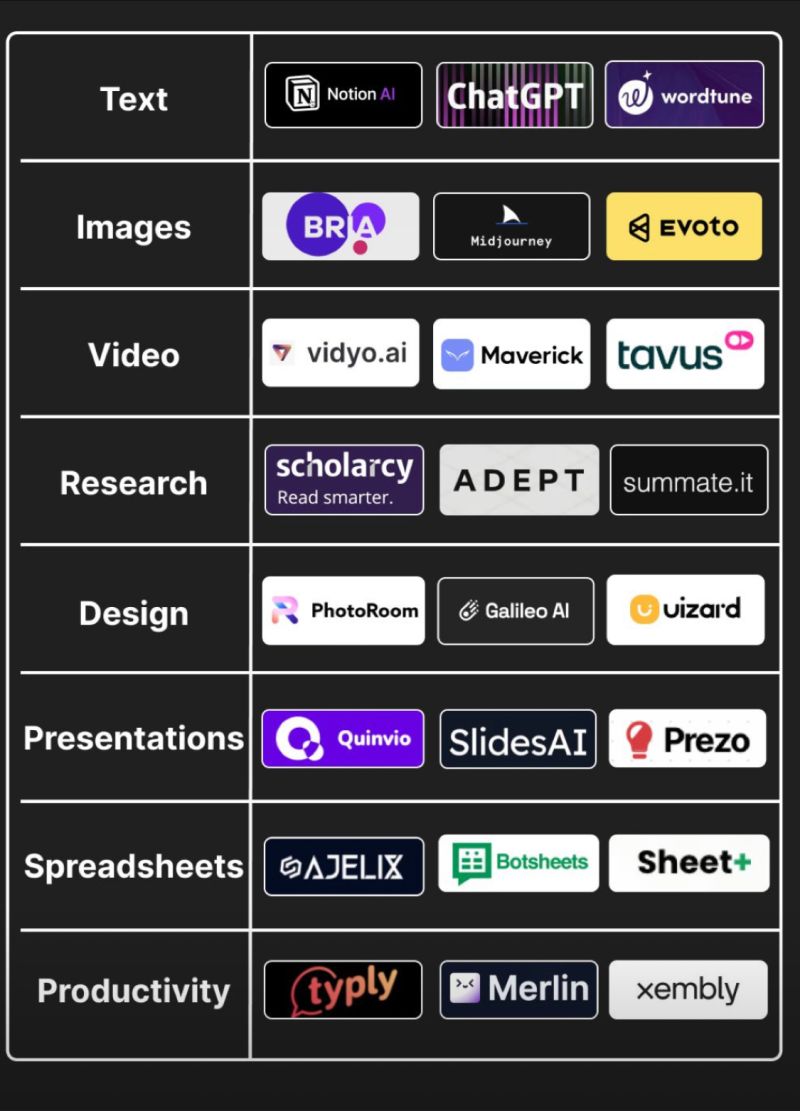 Text
Notion AI
ChatGPT
wordtune
Images
BRIA
Midjourney
EVOTO
Video
vidyo.ai
Maverick
tavus
Research
scholarcy
Read smarter.
ADEPT
summate.it
Design
PhotoRoom
Galileo AI
uizard
Presentations
Quinvio
SlidesAI
Prezo
Spreadsheets
AJELIX
Botsheets
Sheet+
Productivity
typly
Merlin
xembly